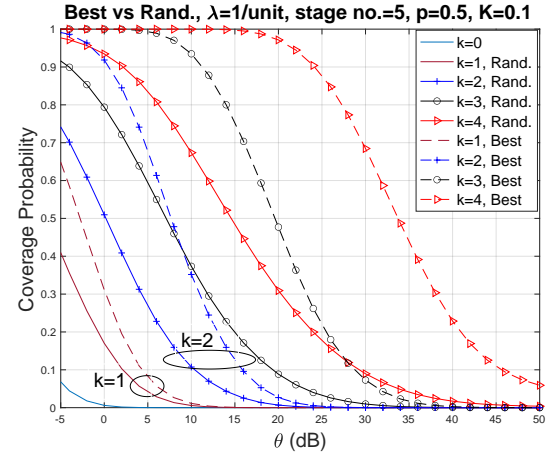 Best vs Rand., λ=1/unit, stage no.=5, p=0.5, K=0.1
Coverage Probability
1
0.9
0.8
0.7
0.6
0.5
0.4
0.3
0.2
0.1
0
k=0
k=1, Rand.
k=2, Rand.
k=3, Rand.
k=4, Rand.
k=1, Best
k=2, Best
k=3, Best
k=4, Best
k=2
k=1
-5 0 5 10 15 20 25 30 35 40 45 50
θ (dB)